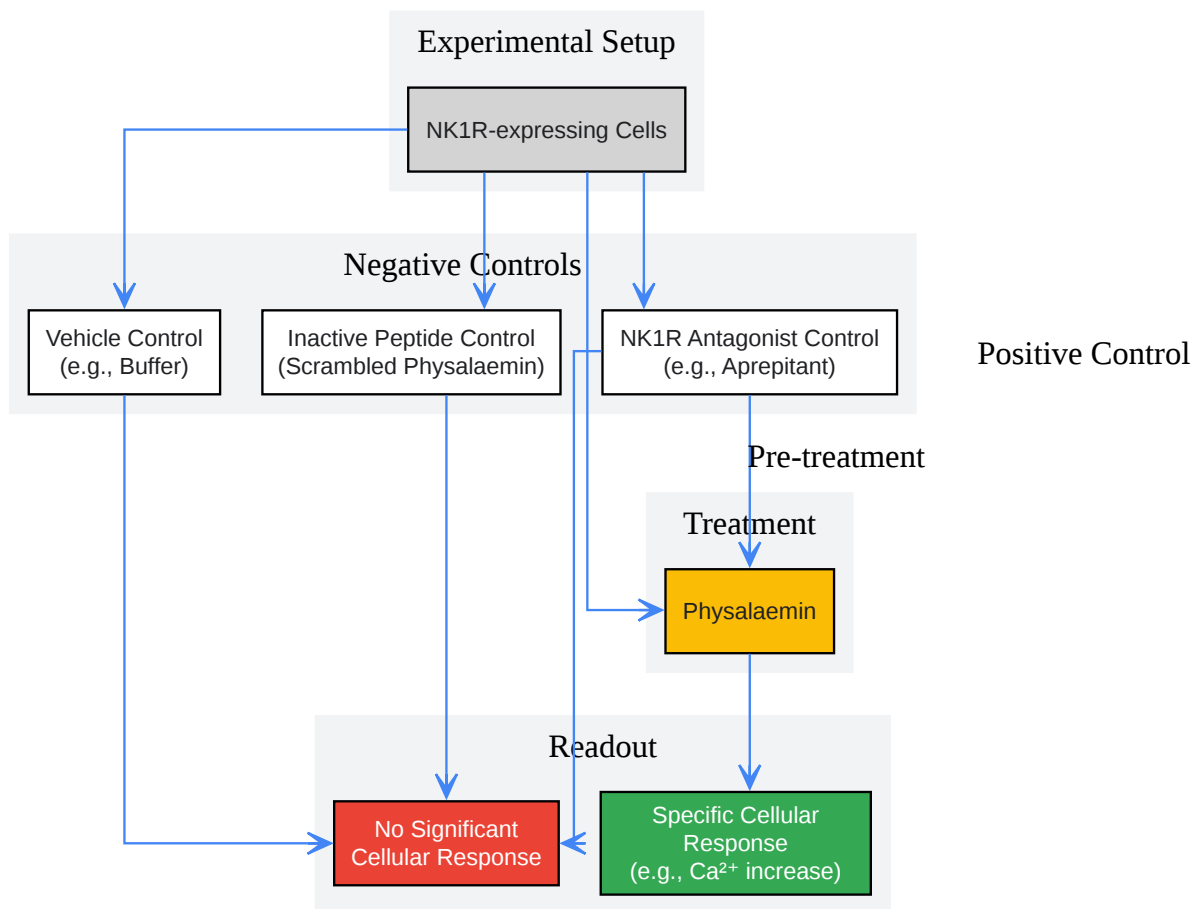 Experimental Setup
NK1R-expressing Cells
Negative Controls
Vehicle Control
(e.g., Buffer)
Inactive Peptide Control
(Scrambled Physalaemin)
NK1R Antagonist Control
(e.g., Aprepitant)
Positive Control
Pre-treatment
Treatment
Physalaemin
Readout
No Significant
Cellular Response
Specific Cellular
Response
(e.g., Ca²⁺ increase)